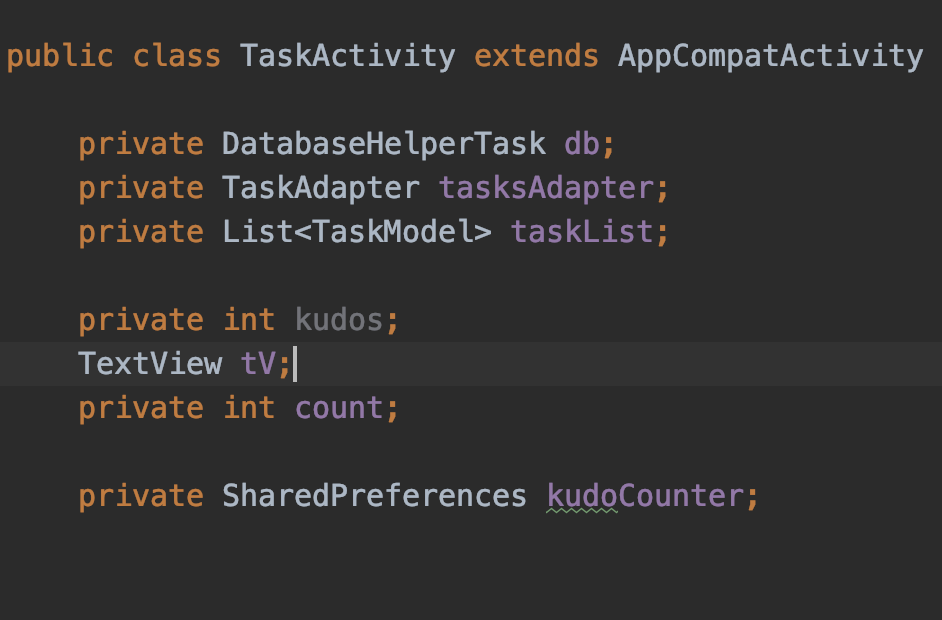 public class TaskActivity extends AppCompatActivity
private DatabaseHelperTask db;
private TaskAdapter tasksAdapter;
private List<TaskModel> taskList;
private int kudos;
TextView tV;
private int count;
private SharedPreferences kudoCounter;